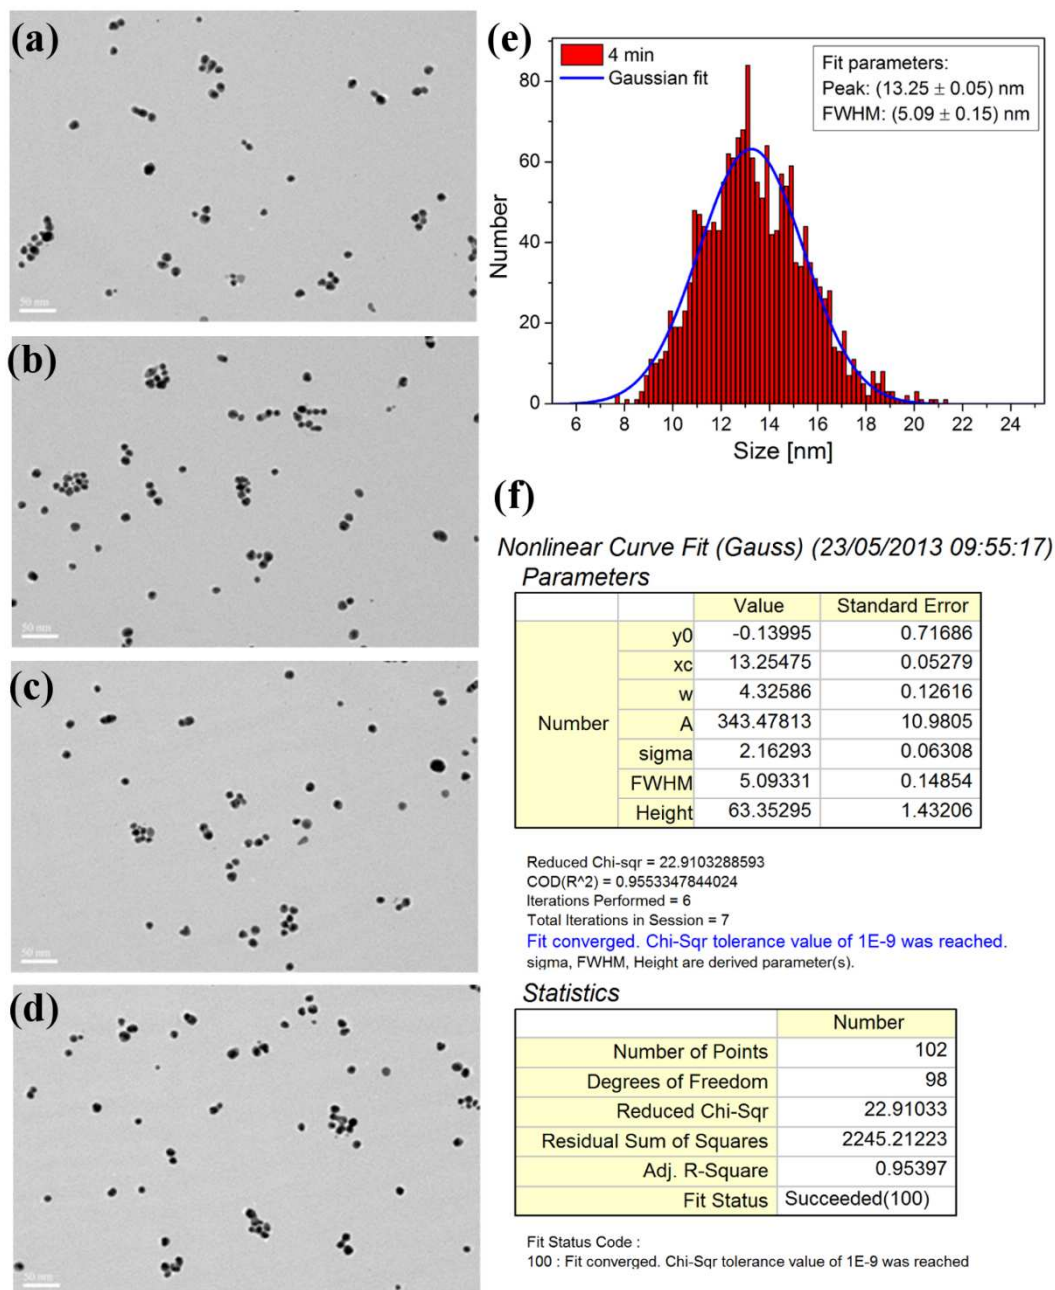 (a)
50 nm
(b)
50 nm
(c)
50 nm
(d)
50 nm
(e)
4 min
Gaussian fit
Fit parameters:
Peak: (13.25 ± 0.05) nm
FWHM: (5.09 ± 0.15) nm
Number
80
60
40
20
0
6 8 10 12 14 16 18 20 22 24
Size [nm]
(f)
Nonlinear Curve Fit (Gauss) (23/05/2013 09:55:17)
Parameters
Value Standard Error
Number
y0 -0.13995 0.71686
xc 13.25475 0.05279
w 4.32586 0.12616
A 343.47813 10.9805
sigma 2.16293 0.06308
FWHM 5.09331 0.14854
Height 63.35295 1.43206
Reduced Chi-sqr = 22.9103288593
COD(R^2) = 0.9553347844024
Iterations Performed = 6
Total Iterations in Session = 7
Fit converged. Chi-Sqr tolerance value of 1E-9 was reached.
sigma, FWHM, Height are derived parameter(s).
Statistics
Number
Number of Points 102
Degrees of Freedom 98
Reduced Chi-Sqr 22.91033
Residual Sum of Squares 2245.21223
Adj. R-Square 0.95397
Fit Status Succeeded(100)
Fit Status Code :
100 : Fit converged. Chi-Sqr tolerance value of 1E-9 was reached